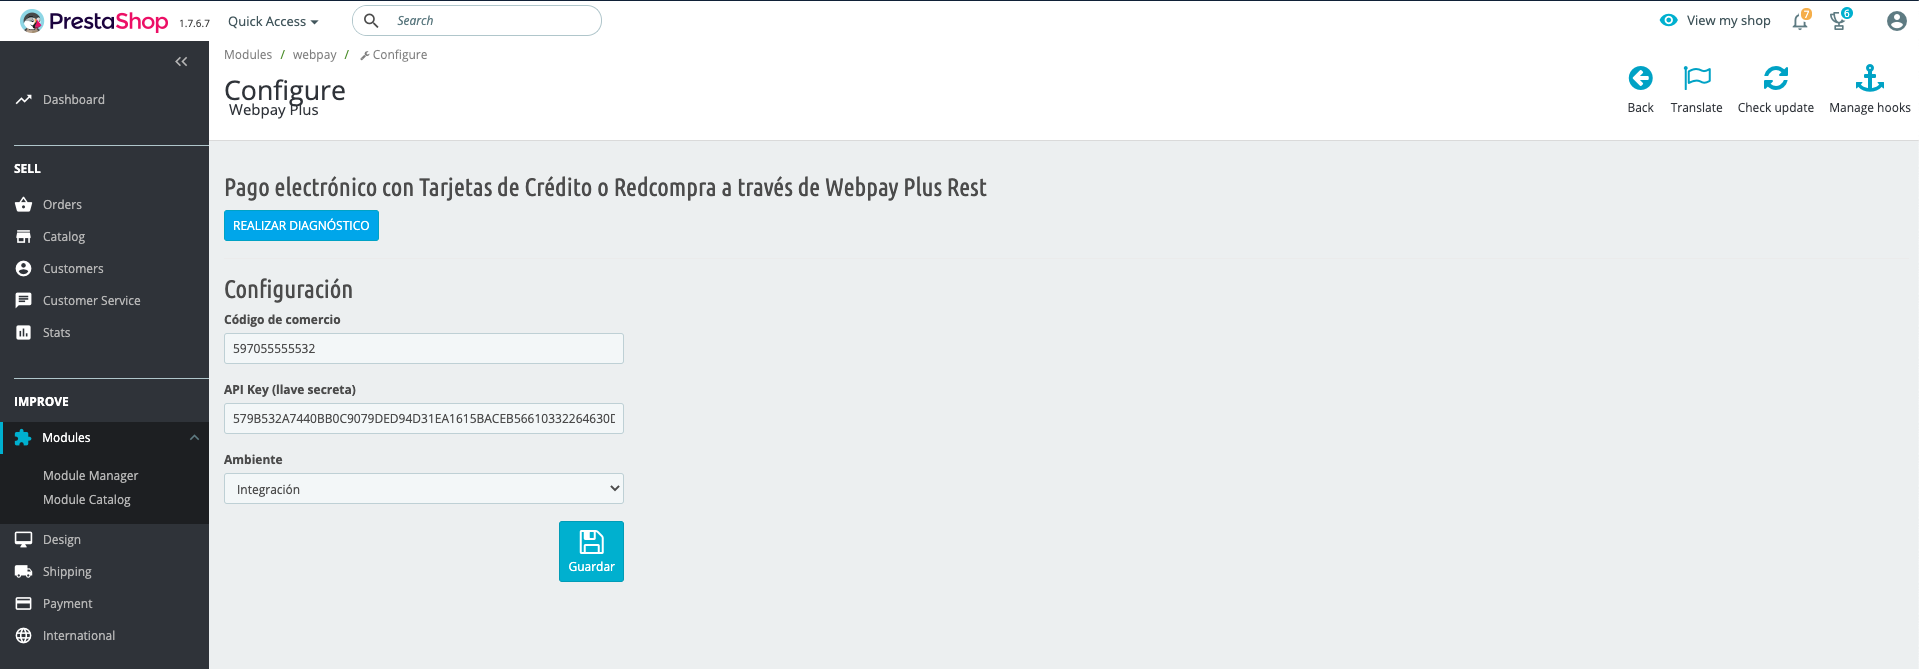 PrestaShop 1.7.6.7 Quick Access Search View my shop 7 6
Modules / webpay / Configure
Configure
Webpay Plus
Back Translate Check update Manage hooks
Dashboard
SELL
Orders
Catalog
Customers
Customer Service
Stats
IMPROVE
Modules
Module Manager
Module Catalog
Design
Shipping
Payment
International
Pago electrónico con Tarjetas de Crédito o Redcompra a través de Webpay Plus Rest
REALIZAR DIAGNÓSTICO
Configuración
Código de comercio
597055555532
API Key (llave secreta)
579B532A7440BB0C9079DED94D31EA1615BACEB56610332264630D
Ambiente
Integración
Guardar